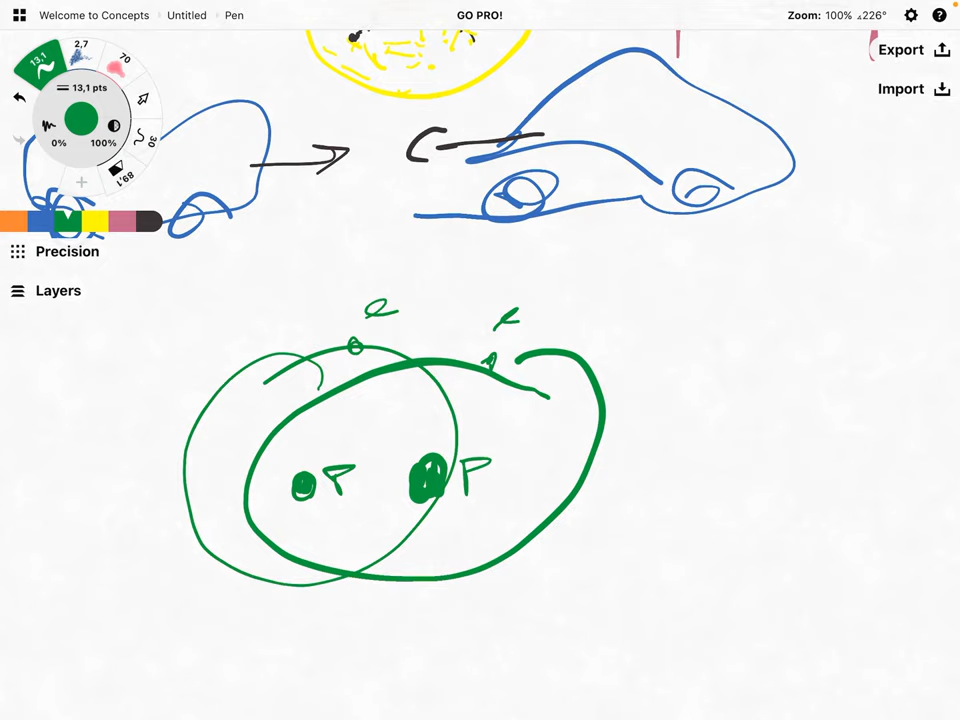 Welcome to Concepts Untitled Pen GO PRO! Zoom: 100% ⊿226°
Export
Import
13,1
2,7
70
13,1 pts
0% 100%
30
89,1
Precision
Layers
e e
P P